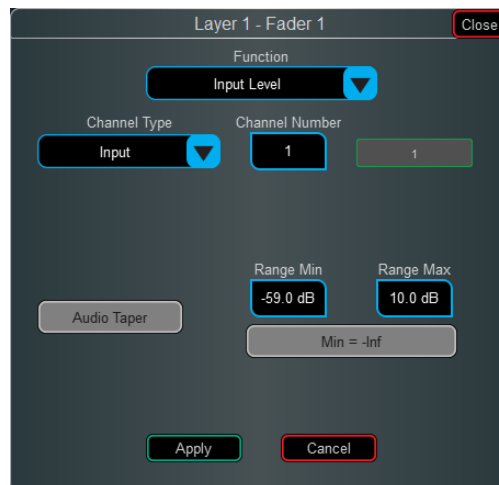 Layer 1 - Fader 1
Close
Function
Input Level
Channel Type
Channel Number
Input
1
1
Range Min
Range Max
-59.0 dB
10.0 dB
Audio Taper
Min = -Inf
Apply
Cancel